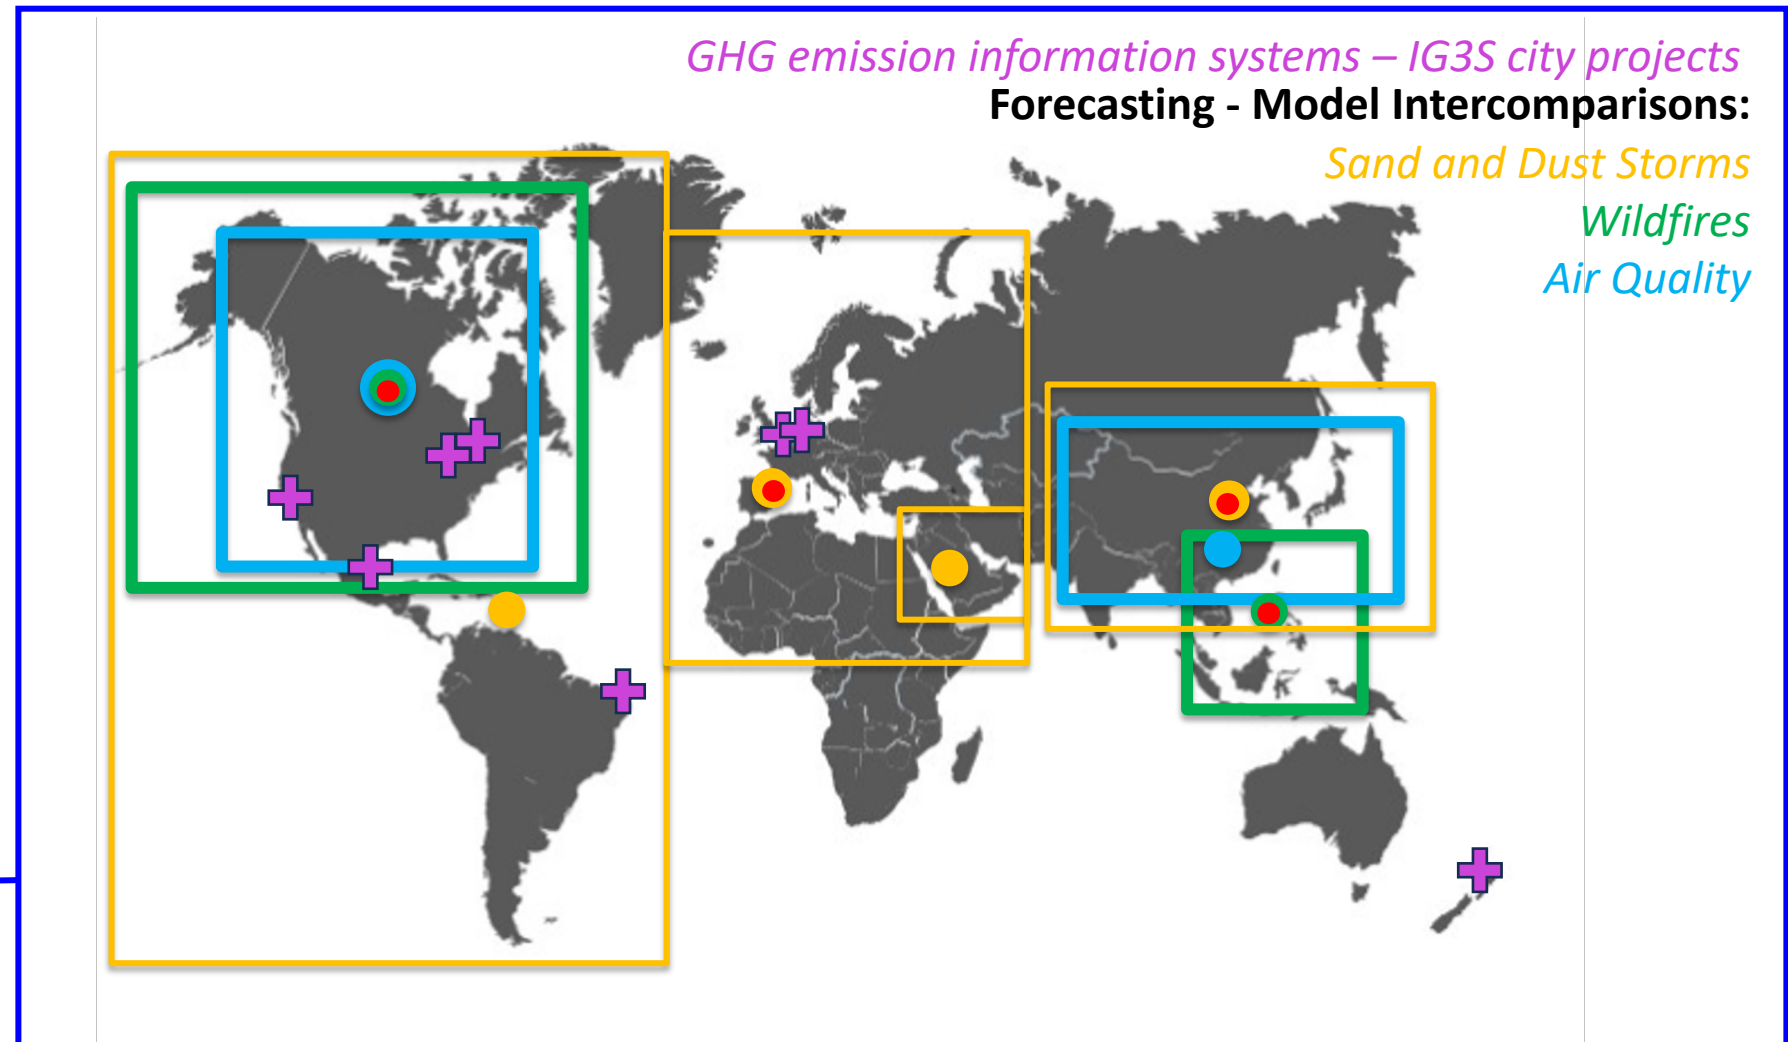 GHG emission information systems – IG3S city projects
Forecasting - Model Intercomparisons:
Sand and Dust Storms
Wildfires
Air Quality